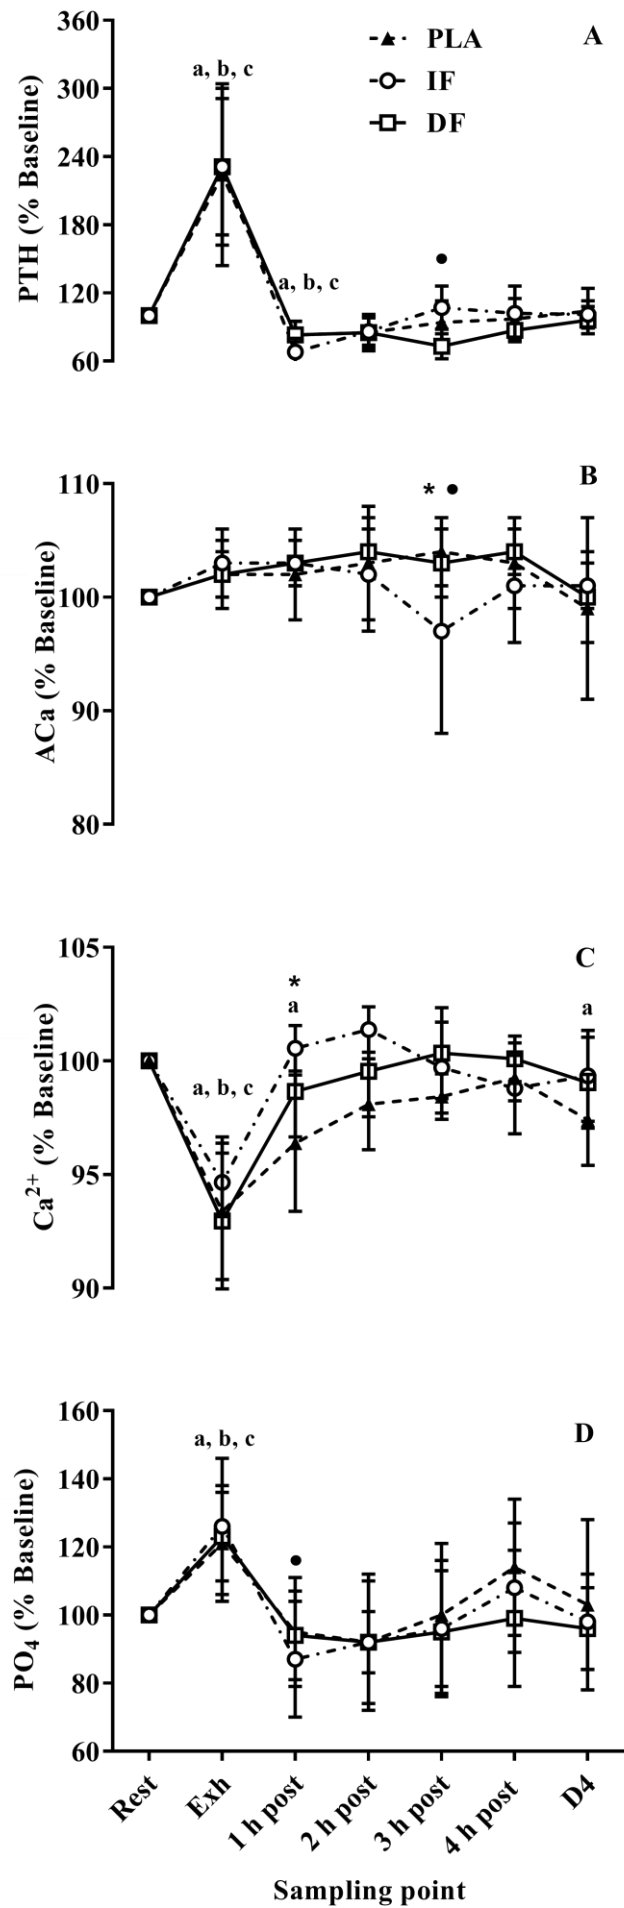 PTH (% Baseline)
360
300
240
180
120
60
PLA
IF
DF
A
a, b, c
a, b, c
ACa (% Baseline)
110
100
90
80
B
*
Ca²⁺ (% Baseline)
105
100
95
90
C
*
a
a
a, b, c
PO₄ (% Baseline)
160
140
120
100
80
60
D
a, b, c
Rest
Exh
1 h post
2 h post
3 h post
4 h post
D4
Sampling point